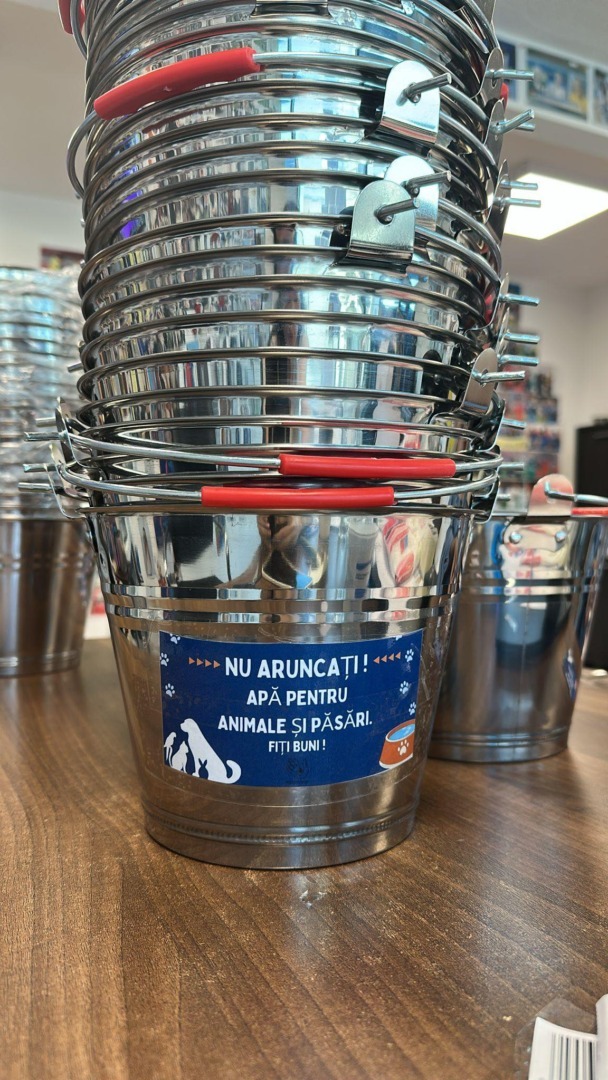 NU ARUNCAȚI!
APĂ PENTRU
ANIMALE ȘI PĂSĂRI.
FIȚI BUNI!